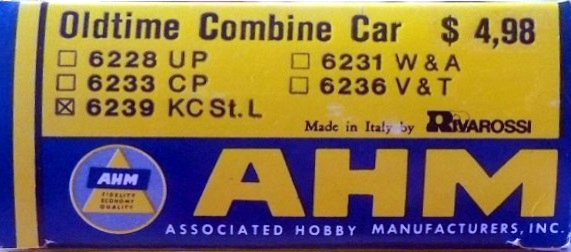 Oldtime Combine Car $ 4,98
6228 UP 6231 W & A
6233 CP 6236 V & T
6239 KC St. L
Made in Italy by RIVAROSSI
AHM
FIDELITY
ECONOMY
QUALITY
AHM
ASSOCIATED HOBBY MANUFACTURERS, INC.